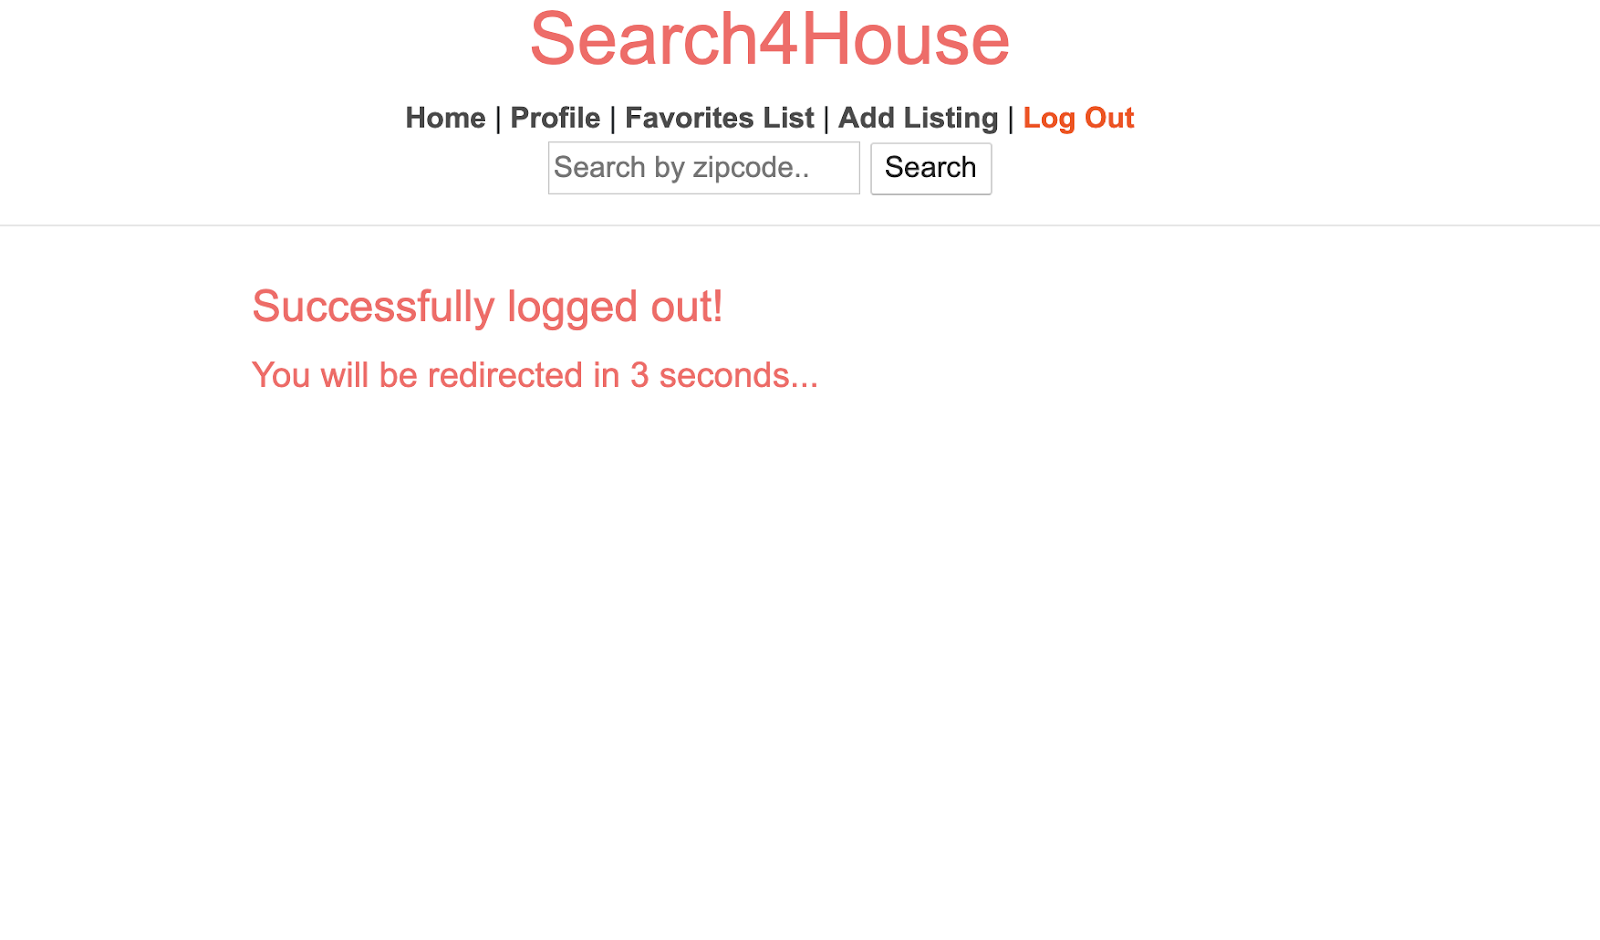 Search4House
Home | Profile | Favorites List | Add Listing | Log Out
Search by zipcode.. Search
Successfully logged out!
You will be redirected in 3 seconds...